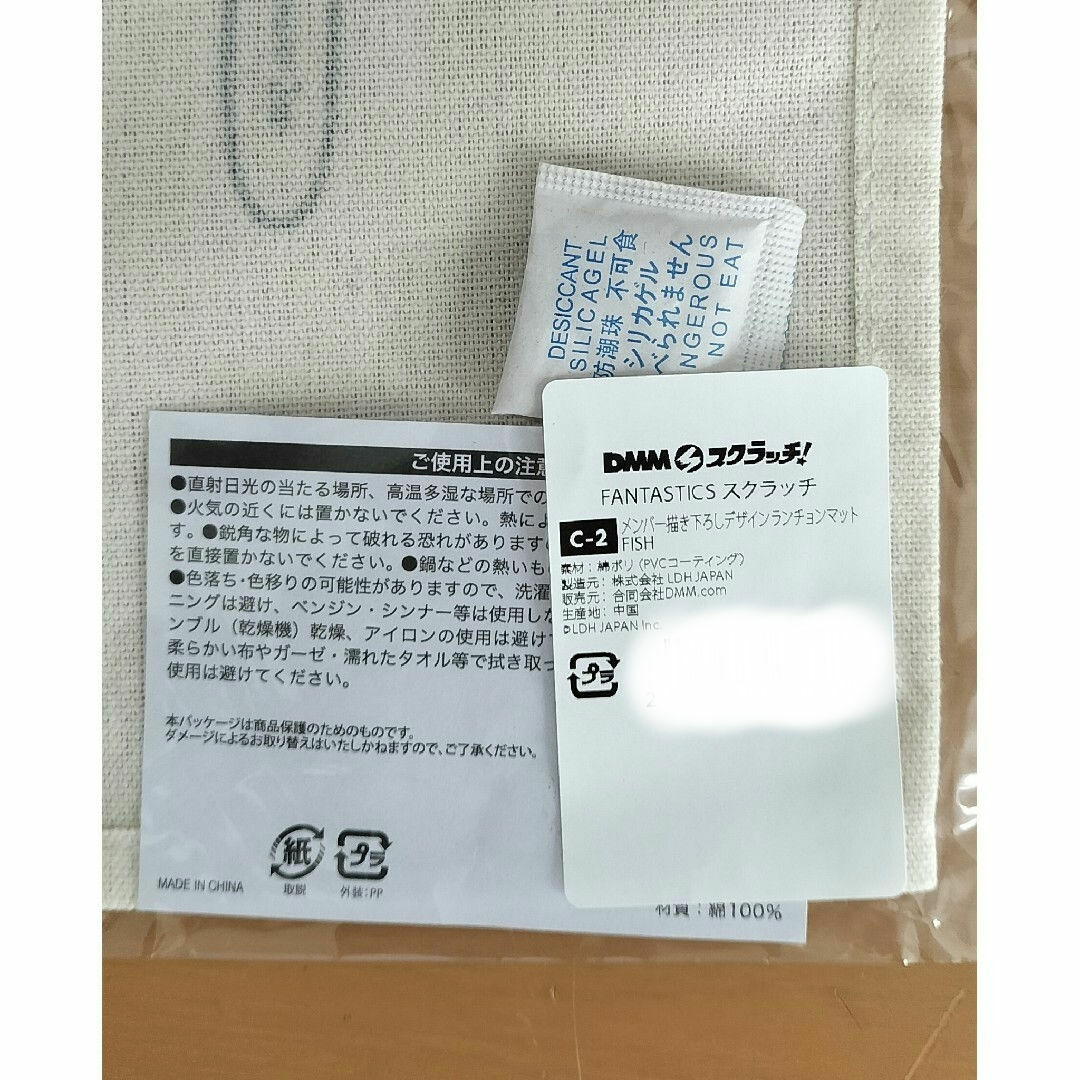 DESICCANT
SILICAGEL
防潮珠 不可食
シリカゲル
べられません
NGEROUS
NOT EAT
ご使用上の注意
●直射日光の当たる場所、高温多湿な場所での
●火気の近くには置かないでください。熱によ
す。●鋭角な物によって破れる恐れがありますの
を直接置かないでください。●鍋などの熱いも
●色落ち・色移りの可能性がありますので、洗濯
ニングは避け、ベンジン・シンナー等は使用しな
ンブル（乾燥機）乾燥、アイロンの使用は避けて
柔らかい布やガーゼ・濡れたタオル等で拭き取っ
使用は避けてください。
本パッケージは商品保護のためのものです。
ダメージによるお取り替えはいたしかねますので、ご了承ください。
MADE IN CHINA
紙
取説
プラ
外装:PP
材質：綿100%
DMMスクラッチ!
FANTASTICS スクラッチ
C-2
メンバー描き下ろしデザインランチョンマット
FISH
素材：綿ポリ（PVCコーティング）
製造元：株式会社 LDH JAPAN
販売元：合同会社DMM.com
生産地：中国
©LDH JAPAN Inc.
プラ
2